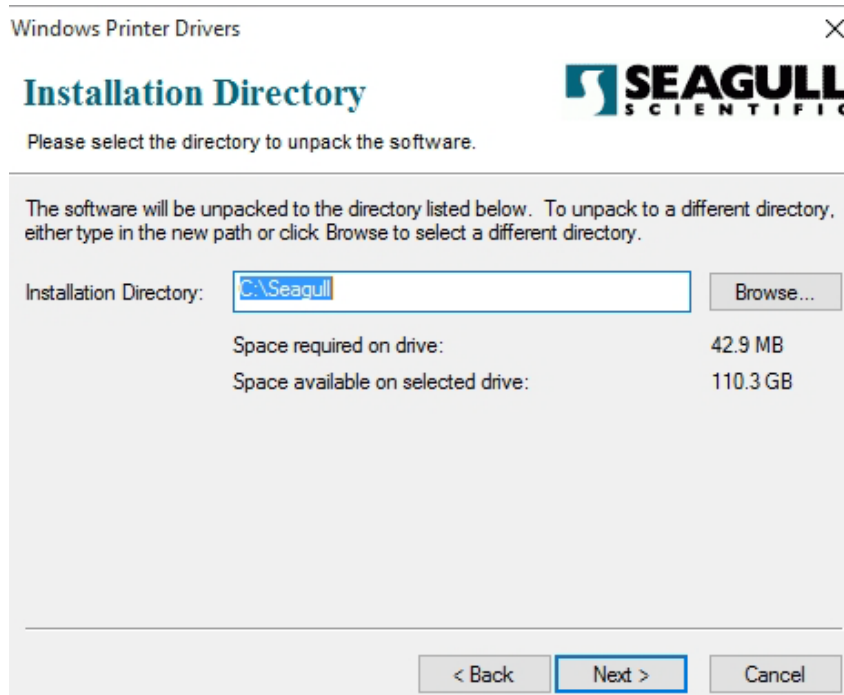 Windows Printer Drivers
Installation Directory
SEAGULL
SCIENTIFIC
Please select the directory to unpack the software.
The software will be unpacked to the directory listed below. To unpack to a different directory,
either type in the new path or click Browse to select a different directory.
Installation Directory: C:\Seagull Browse...
Space required on drive: 42.9 MB
Space available on selected drive: 110.3 GB
< Back Next > Cancel